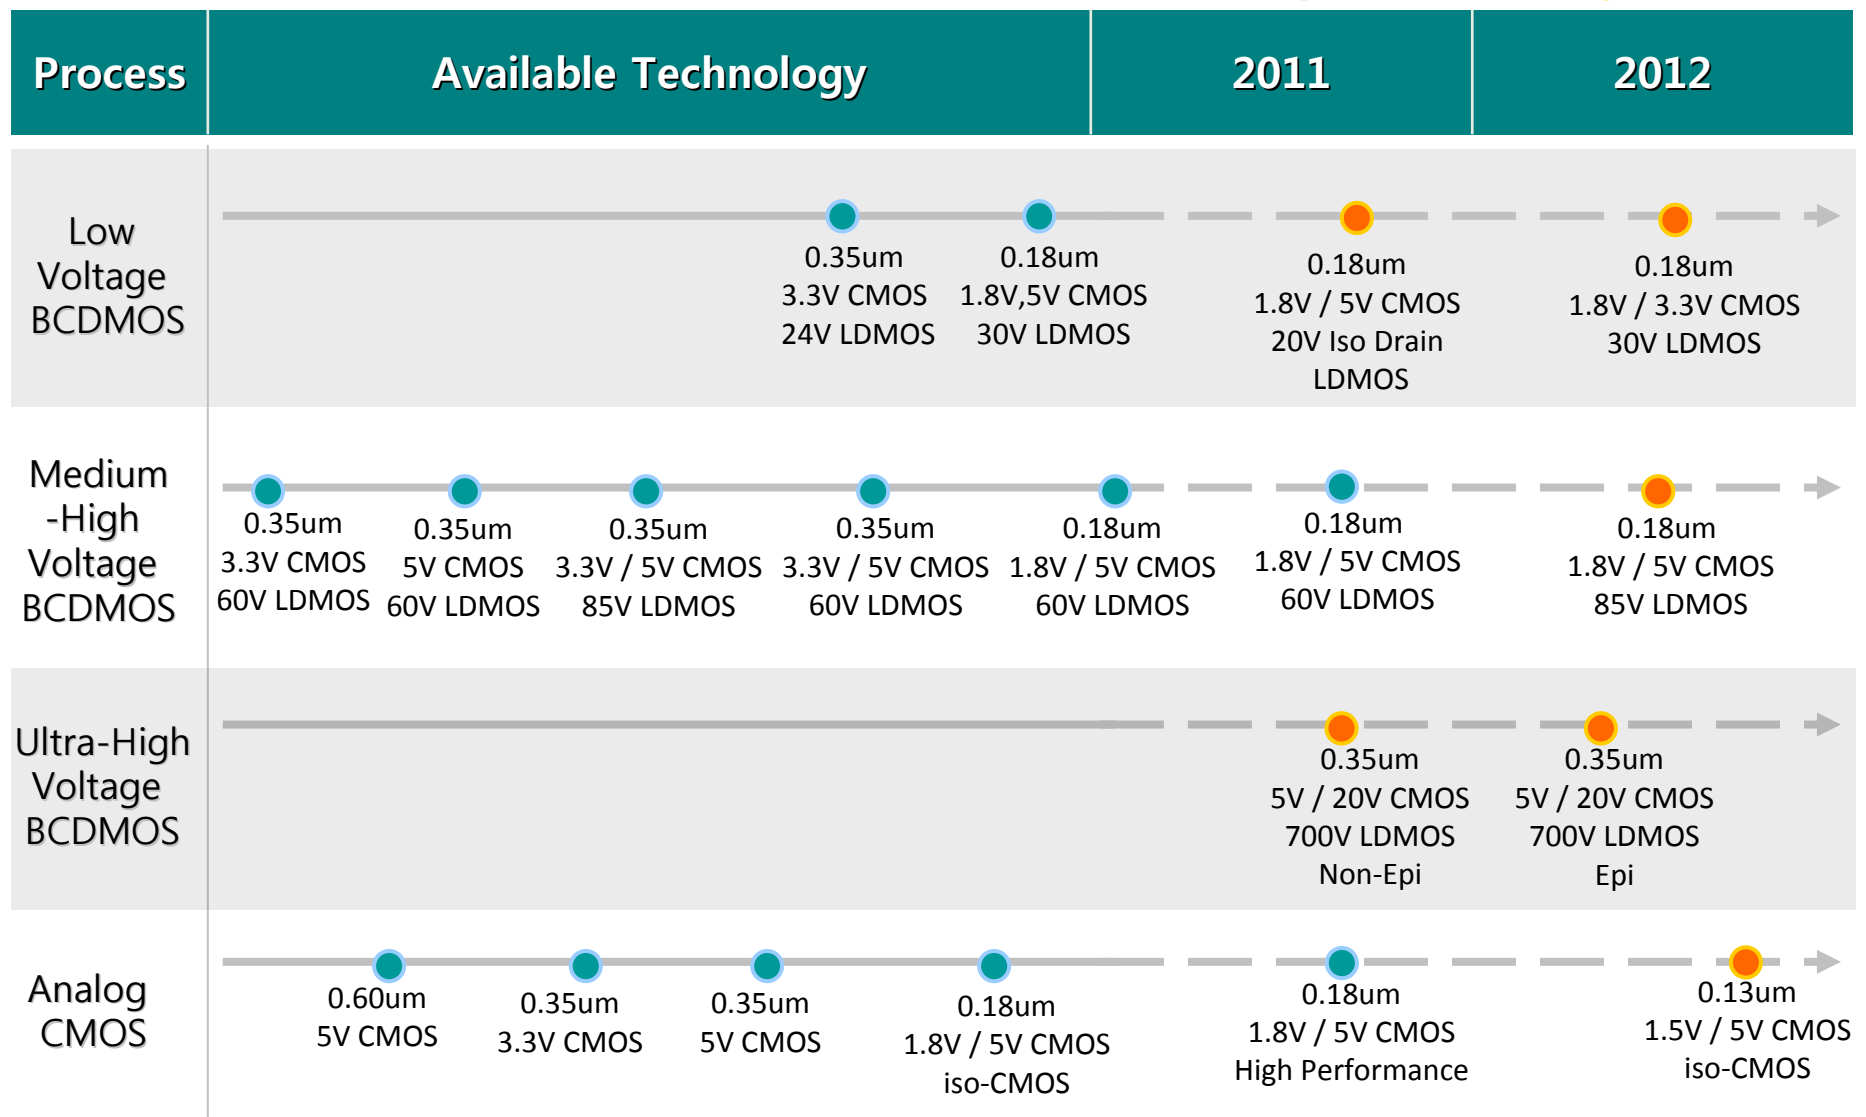 Process
Available Technology
2011
2012
Low
Voltage
BCDMOS
0.35um
3.3V CMOS
24V LDMOS
0.18um
1.8V,5V CMOS
30V LDMOS
0.18um
1.8V / 5V CMOS
20V Iso Drain
LDMOS
0.18um
1.8V / 3.3V CMOS
30V LDMOS
Medium
-High
Voltage
BCDMOS
0.35um
3.3V CMOS
60V LDMOS
0.35um
5V CMOS
60V LDMOS
0.35um
3.3V / 5V CMOS
85V LDMOS
0.35um
3.3V / 5V CMOS
60V LDMOS
0.18um
1.8V / 5V CMOS
60V LDMOS
0.18um
1.8V / 5V CMOS
60V LDMOS
0.18um
1.8V / 5V CMOS
85V LDMOS
Ultra-High
Voltage
BCDMOS
0.35um
5V / 20V CMOS
700V LDMOS
Non-Epi
0.35um
5V / 20V CMOS
700V LDMOS
Epi
Analog
CMOS
0.60um
5V CMOS
0.35um
3.3V CMOS
0.35um
5V CMOS
0.18um
1.8V / 5V CMOS
iso-CMOS
0.18um
1.8V / 5V CMOS
High Performance
0.13um
1.5V / 5V CMOS
iso-CMOS